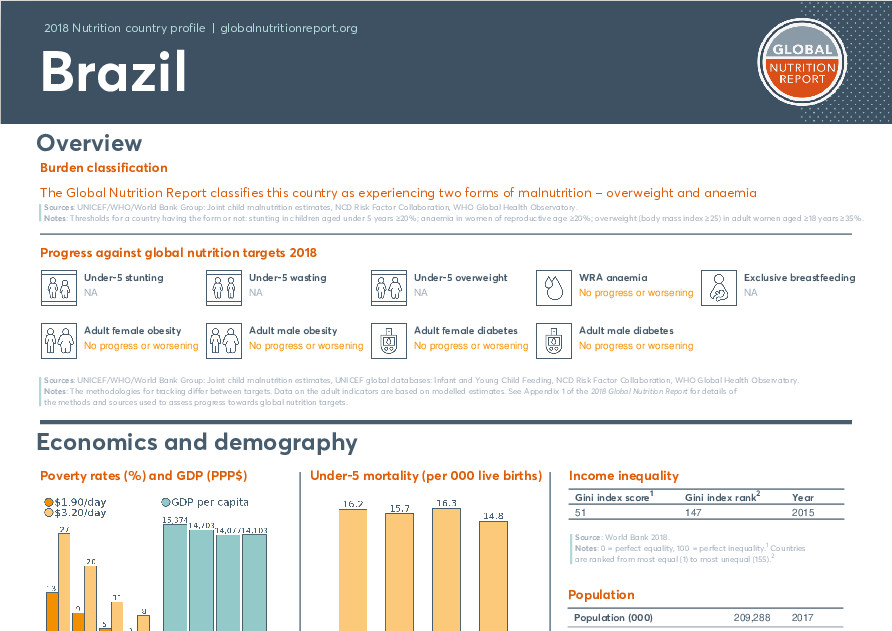 2018 Nutrition country profile | globalnutritionreport.org
Brazil
GLOBAL
NUTRITION
REPORT
Overview
Burden classification
The Global Nutrition Report classifies this country as experiencing two forms of malnutrition – overweight and anaemia
Sources: UNICEF/WHO/World Bank Group: Joint child malnutrition estimates, NCD Risk Factor Collaboration, WHO Global Health Observatory.
Notes: Thresholds for a country having the form or not: stunting in children aged under 5 years ≥20%; anaemia in women of reproductive age ≥20%; overweight (body mass index ≥25) in adult women aged ≥18 years ≥35%.
Progress against global nutrition targets 2018
Under-5 stunting
NA
Under-5 wasting
NA
Under-5 overweight
NA
WRA anaemia
No progress or worsening
Exclusive breastfeeding
NA
Adult female obesity
No progress or worsening
Adult male obesity
No progress or worsening
Adult female diabetes
No progress or worsening
Adult male diabetes
No progress or worsening
Sources: UNICEF/WHO/World Bank Group: Joint child malnutrition estimates, UNICEF global databases: Infant and Young Child Feeding, NCD Risk Factor Collaboration, WHO Global Health Observatory.
Notes: The methodologies for tracking differ between targets. Data on the adult indicators are based on modelled estimates. See Appendix 1 of the 2018 Global Nutrition Report for details of
the methods and sources used to assess progress towards global nutrition targets.
Economics and demography
Poverty rates (%) and GDP (PPP$)
$1.90/day
$3.20/day
GDP per capita
27
20
13
11
9
8
5
15,374
14,703
14,077
14,103
Under-5 mortality (per 000 live births)
16.2
15.7
16.3
14.8
Income inequality
Gini index score1 Gini index rank2 Year
51 147 2015
Source: World Bank 2018.
Notes: 0 = perfect equality, 100 = perfect inequality.1 Countries
are ranked from most equal (1) to most unequal (155).2
Population
Population (000) 209,288 2017